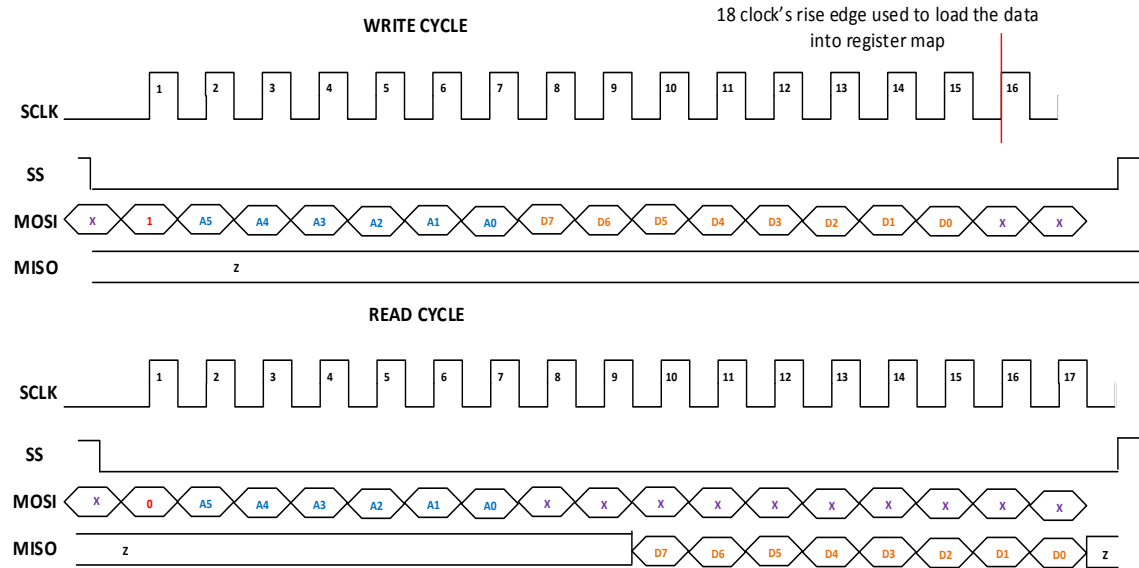 18 clock's rise edge used to load the data
into register map
WRITE CYCLE
SCLK 1 2 3 4 5 6 7 8 9 10 11 12 13 14 15 16
SS
MOSI X 1 A5 A4 A3 A2 A1 A0 D7 D6 D5 D4 D3 D2 D1 D0 X X
MISO Z
READ CYCLE
SCLK 1 2 3 4 5 6 7 8 9 10 11 12 13 14 15 16 17
SS
MOSI X 0 A5 A4 A3 A2 A1 A0 X X X X X X X X X X
MISO Z D7 D6 D5 D4 D3 D2 D1 D0 Z